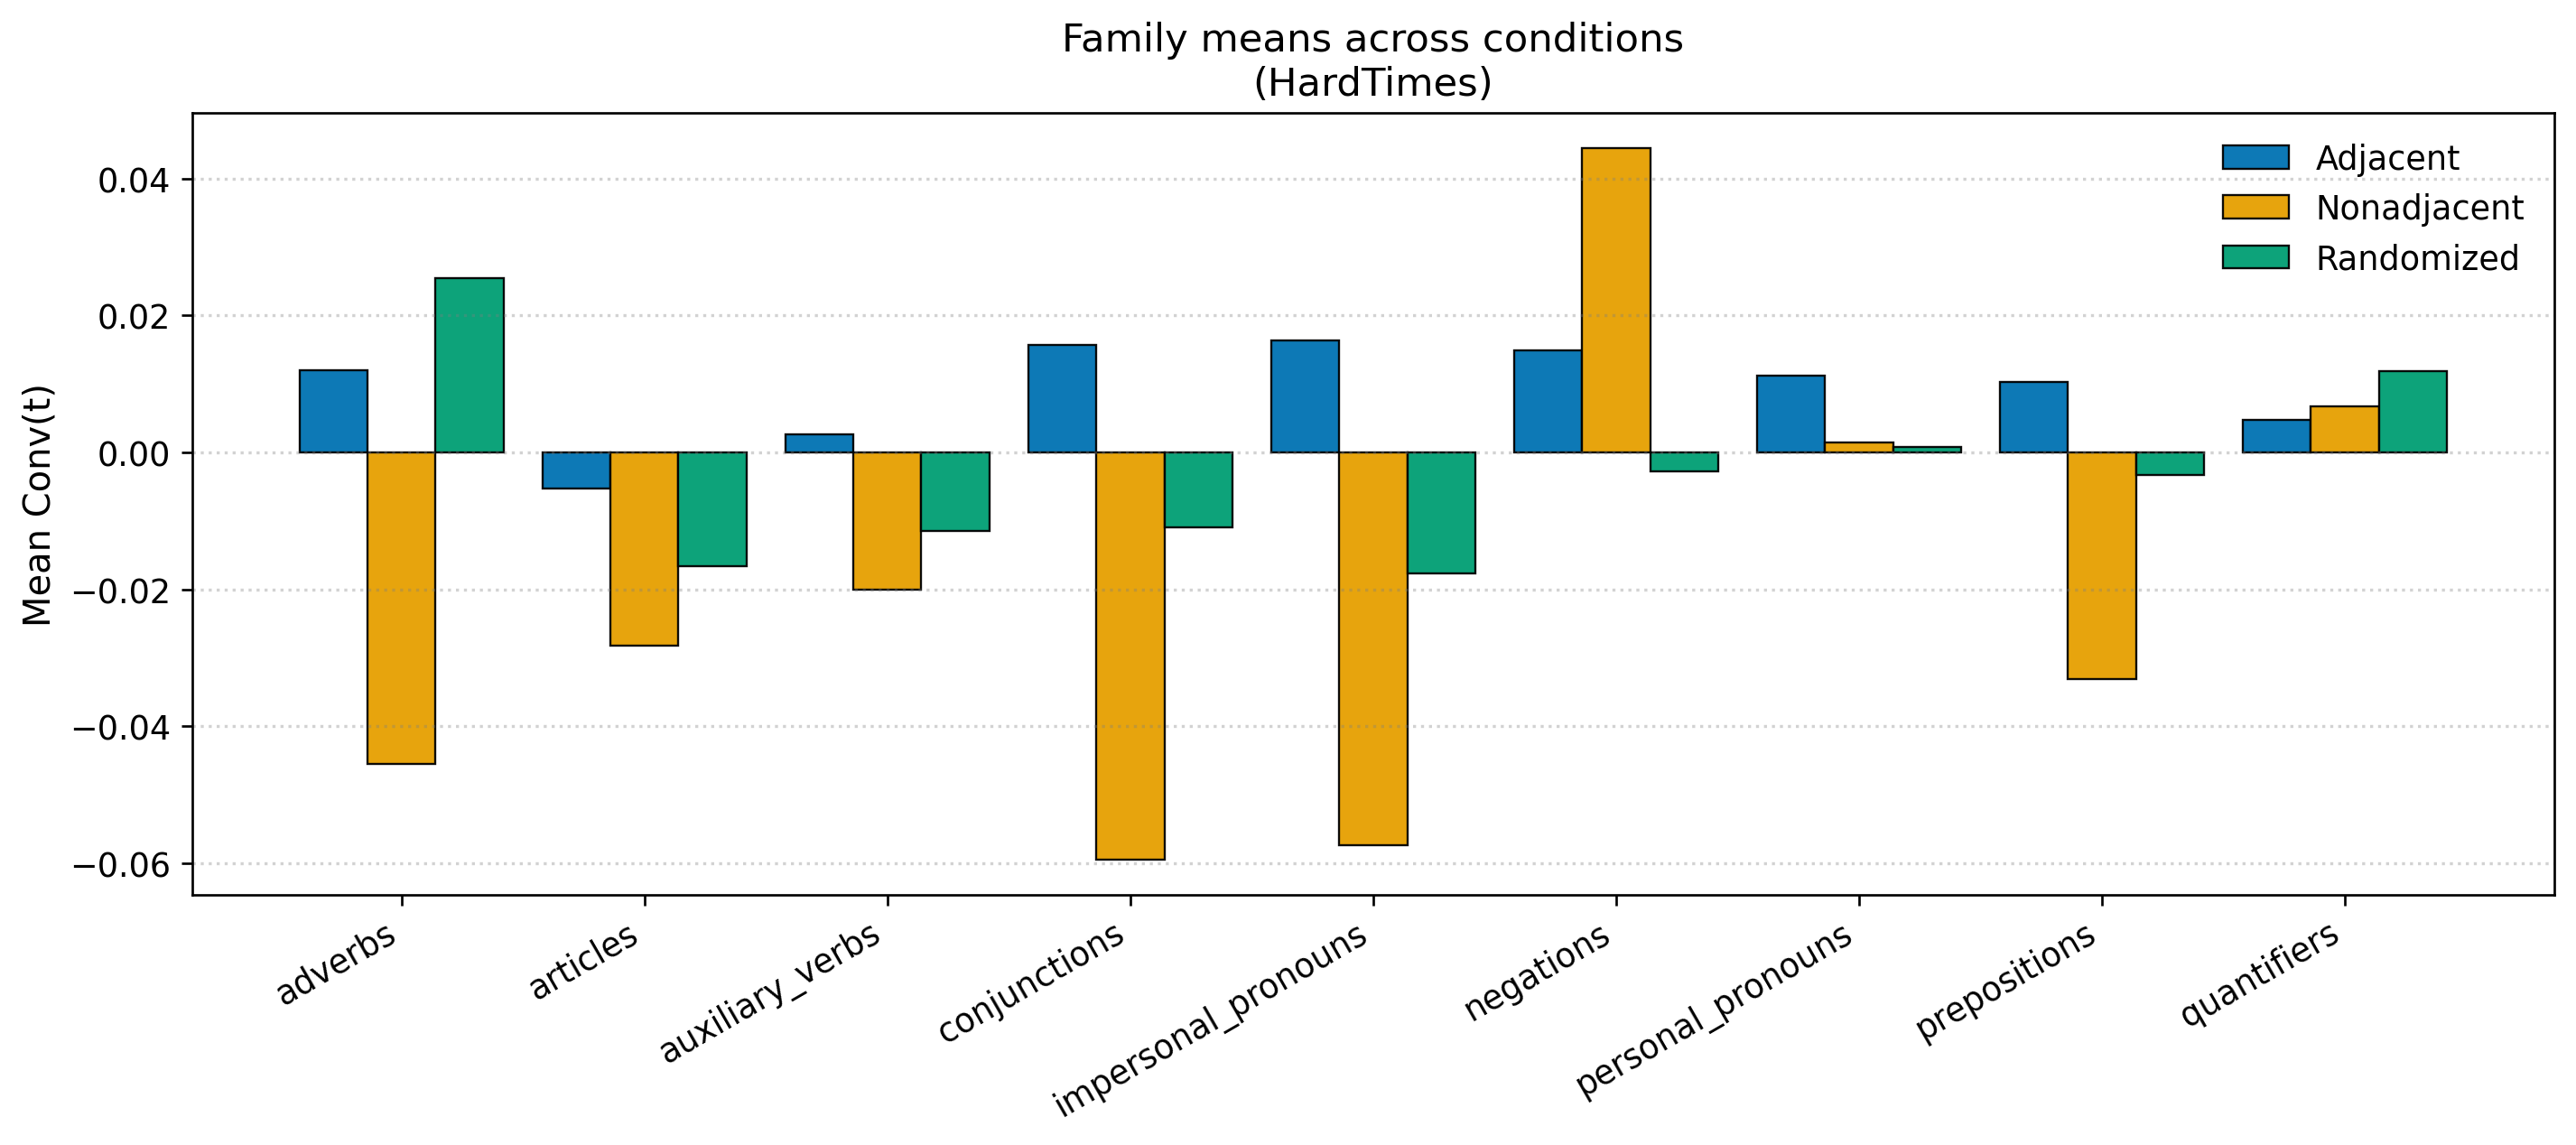 Family means across conditions
(HardTimes)
Adjacent
Nonadjacent
Randomized
Mean Conv(t)
0.04
0.02
0.00
−0.02
−0.04
−0.06
adverbs
articles
auxiliary_verbs
conjunctions
impersonal_pronouns
negations
personal_pronouns
prepositions
quantifiers